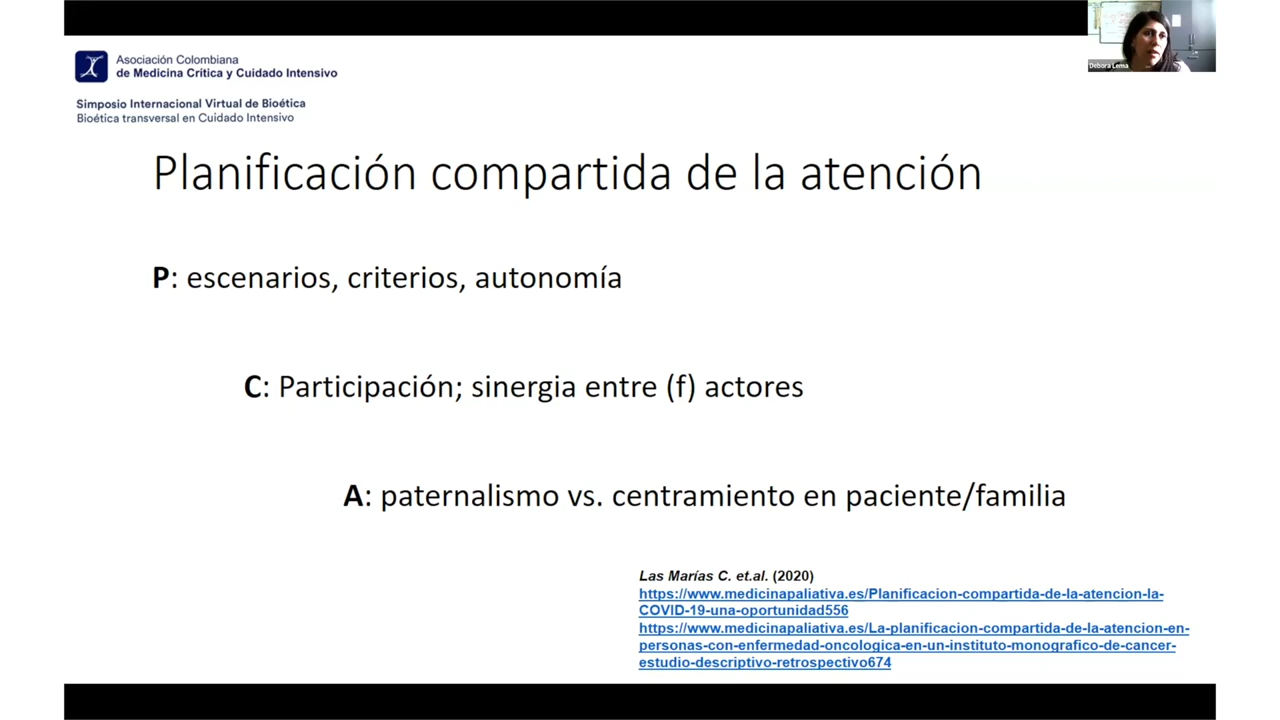 Asociación Colombiana
de Medicina Crítica y Cuidado Intensivo
Simposio Internacional Virtual de Bioética
Bioética transversal en Cuidado Intensivo
Debora Lema
Planificación compartida de la atención
P: escenarios, criterios, autonomía
C: Participación; sinergia entre (f) actores
A: paternalismo vs. centramiento en paciente/familia
Las Marías C. et.al. (2020)
https://www.medicinapaliativa.es/Planificacion-compartida-de-la-atencion-la-
COVID-19-una-oportunidad556
https://www.medicinapaliativa.es/La-planificacion-compartida-de-la-atencion-en-
personas-con-enfermedad-oncologica-en-un-instituto-monografico-de-cancer-
estudio-descriptivo-retrospectivo674